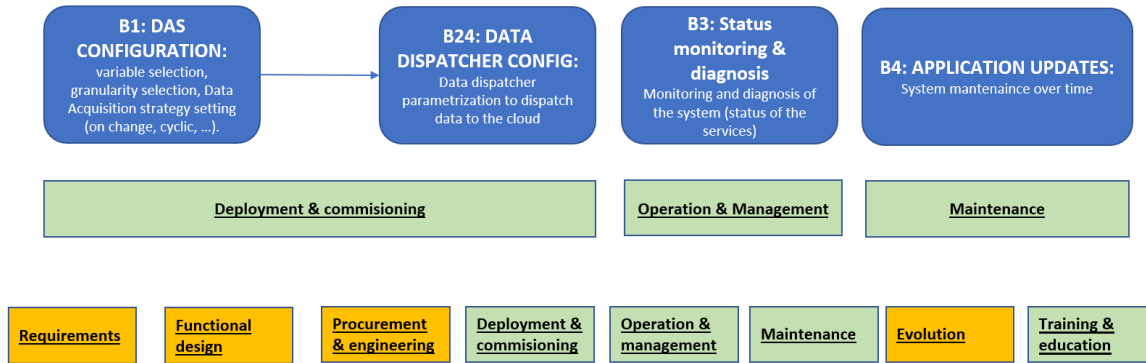 B1: DAS
CONFIGURATION:
variable selection,
granularity selection, Data
Acquisition strategy setting
(on change, cyclic, ...).
B24: DATA
DISPATCHER CONFIG:
Data dispatcher
parametrization to dispatch
data to the cloud
B3: Status
monitoring &
diagnosis
Monitoring and diagnosis of
the system (status of the
services)
B4: APPLICATION UPDATES:
System mantenaince over time
Deployment & commisioning
Operation & Management
Maintenance
Requirements
Functional
design
Procurement
& engineering
Deployment &
commisioning
Operation &
management
Maintenance
Evolution
Training &
education